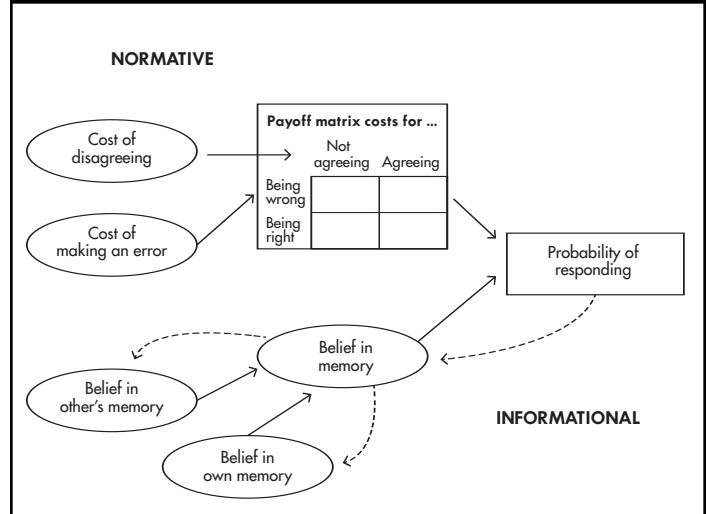 NORMATIVE
Payoff matrix costs for ...
Not
agreeing Agreeing
Being
wrong
Being
right
Cost of
disagreeing
Cost of
making an error
Probability of
responding
Belief in
memory
Belief in
other's memory
INFORMATIONAL
Belief in
own memory